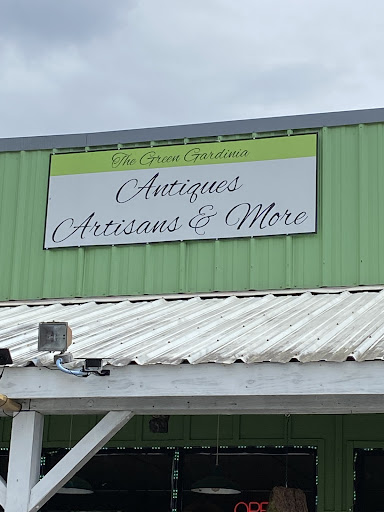 The Green Gardinia
Antiques
Artisans & More